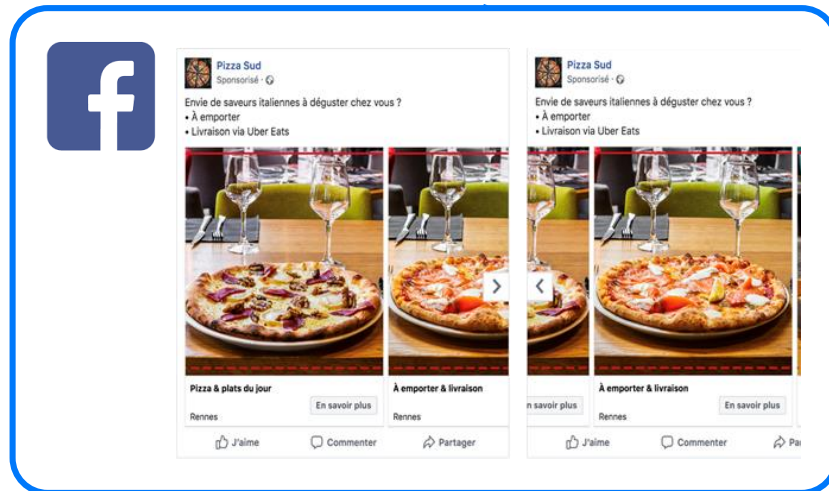 f
Pizza Sud
Sponsorisé ·
Envie de saveurs italiennes à déguster chez vous ?
• À emporter
• Livraison via Uber Eats
Pizza & plats du jour
En savoir plus
Rennes
À emporter & livraison
Rennes
J'aime
Commenter
Partager
Pizza Sud
Sponsorisé ·
Envie de saveurs italiennes à déguster chez vous ?
• À emporter
• Livraison via Uber Eats
n savoir plus
À emporter & livraison
En savoir plus
Rennes
J'aime
Commenter
Pa